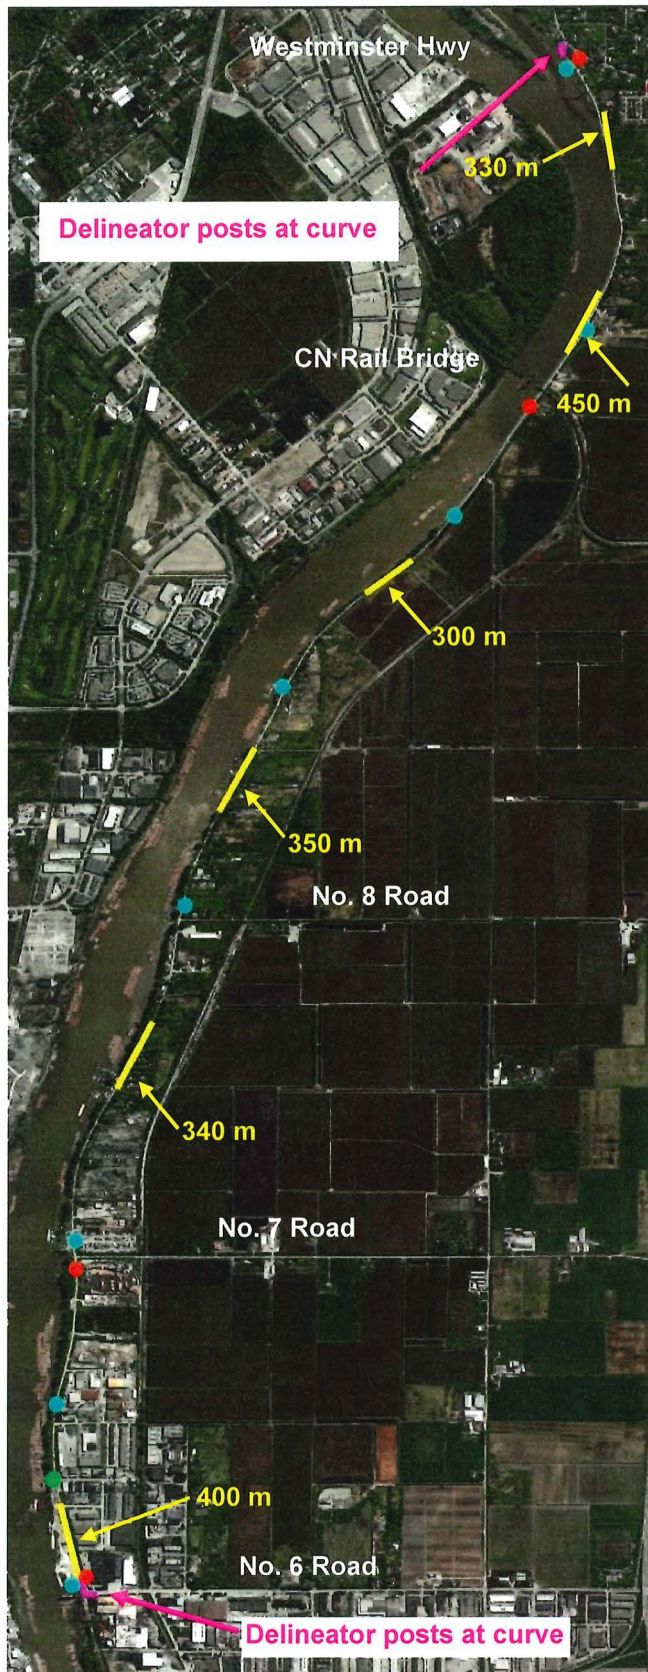 Westminster Hwy
330 m
Delineator posts at curve
CN Rail Bridge
450 m
300 m
350 m
No. 8 Road
340 m
No. 7 Road
400 m
No. 6 Road
Delineator posts at curve